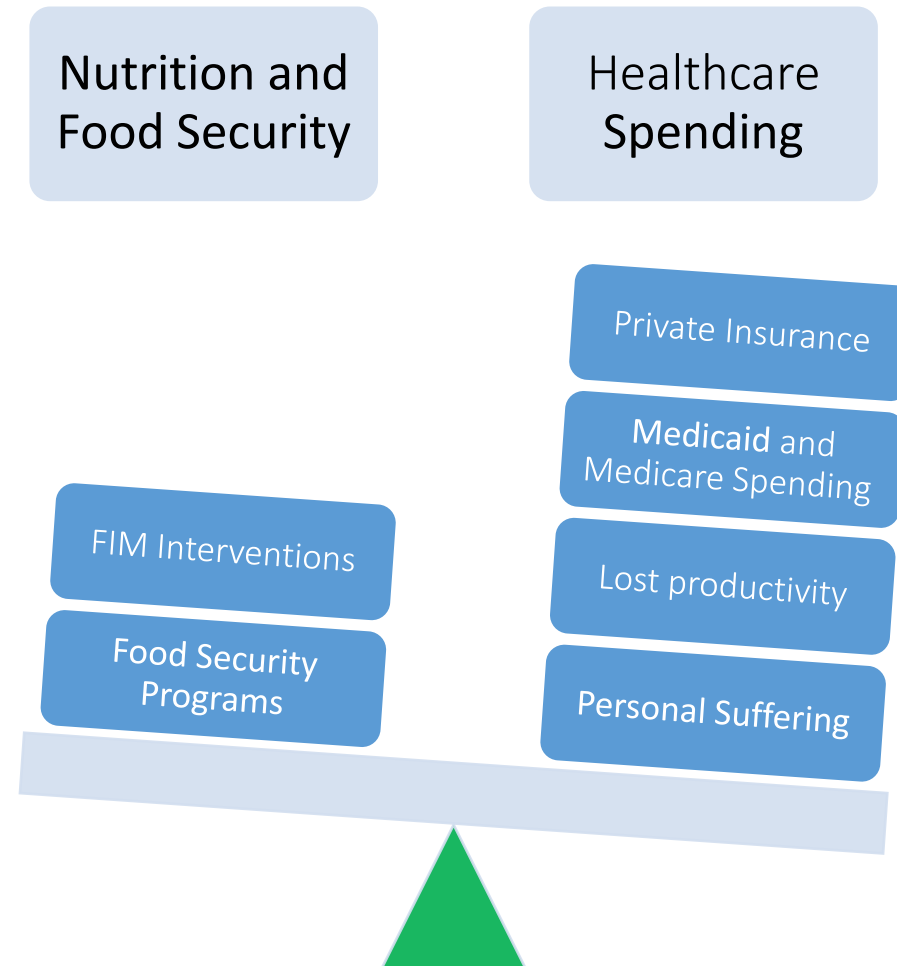 Nutrition and
Food Security
Healthcare
Spending
Private Insurance
Medicaid and
Medicare Spending
FIM Interventions
Lost productivity
Food Security
Programs
Personal Suffering